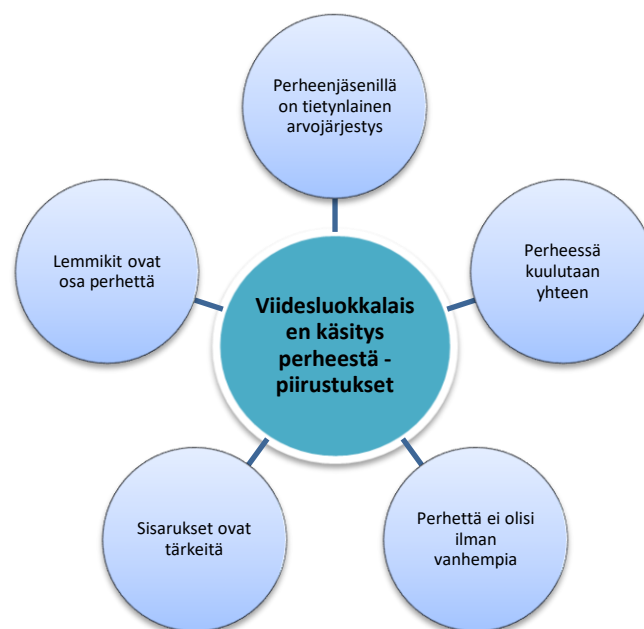 Perheenjäsenillä
on tietynlainen
arvojärjestys
Lemmikit ovat
osa perhettä
Perheessä
kuulutaan
yhteen
Viidesluokkalais
en käsitys
perheestä -
piirustukset
Sisarukset ovat
tärkeitä
Perhettä ei olisi
ilman
vanhempia